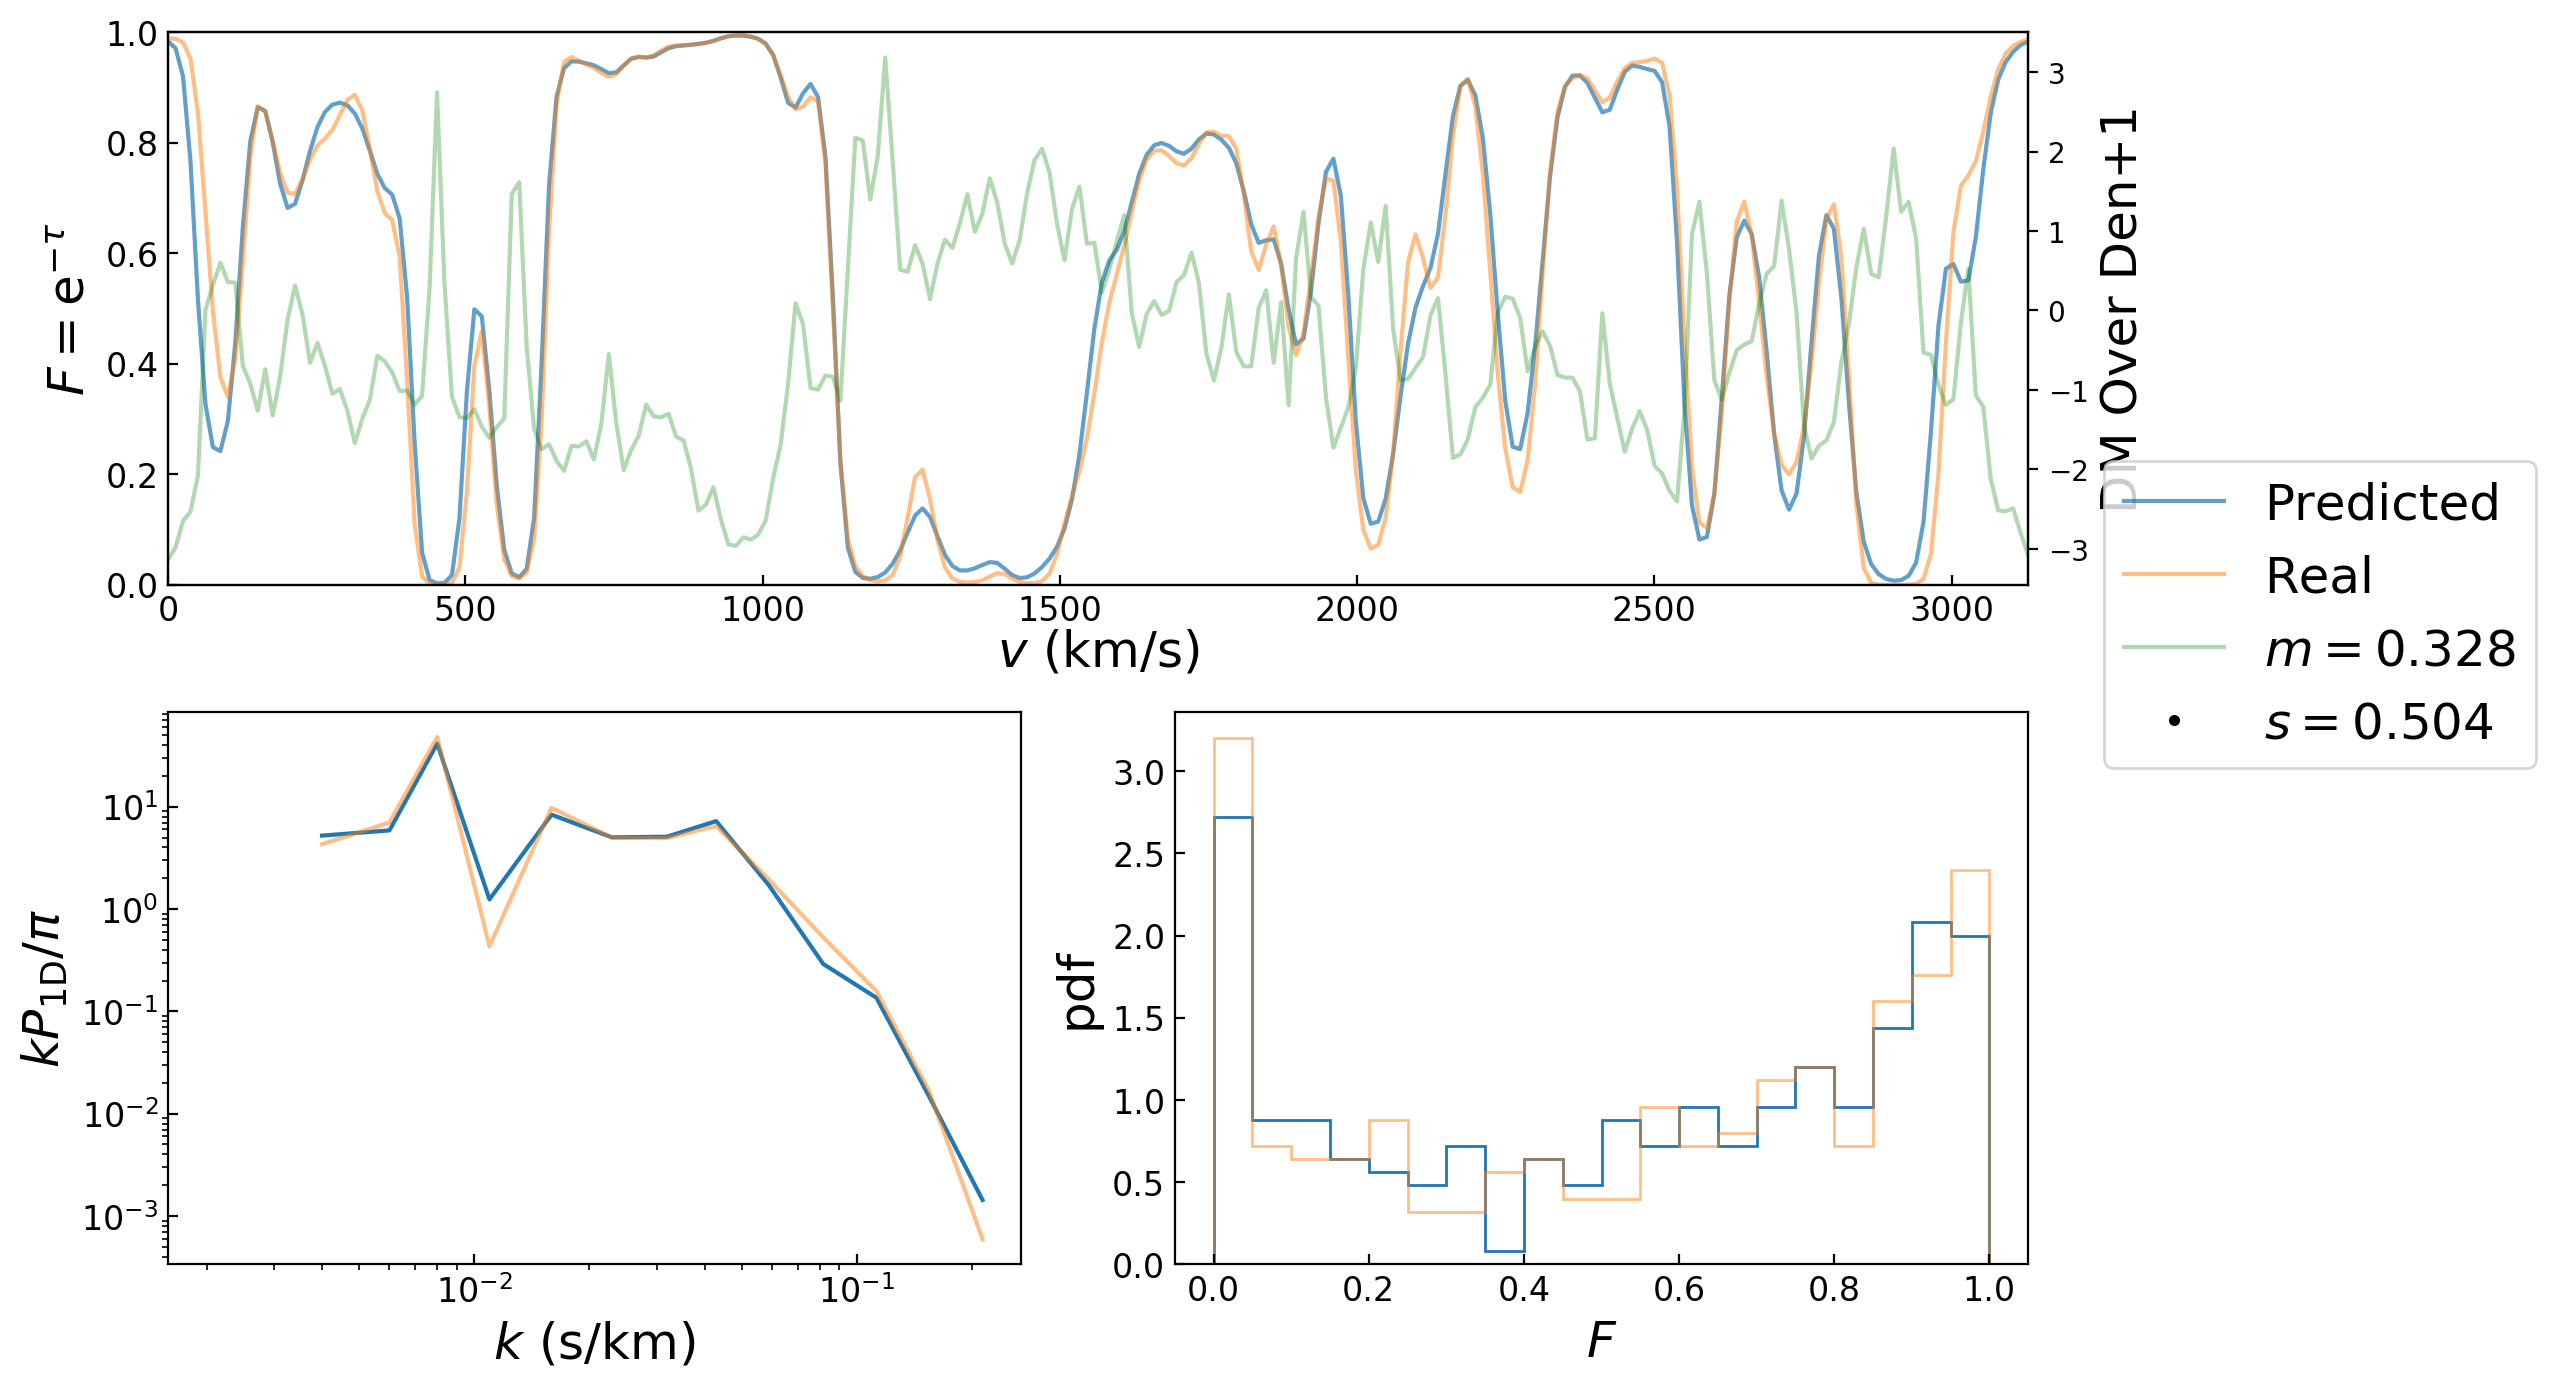 1.0
0.8
0.6
0.4
0.2
0.0
F = e^{-τ}
3
2
1
0
−1
−2
−3
DM Over Den+1
0 500 1000 1500 2000 2500 3000
v (km/s)
Predicted
Real
m = 0.328
s = 0.504
10^1
10^0
10^{-1}
10^{-2}
10^{-3}
kP_{1D}/π
10^{-2} 10^{-1}
k (s/km)
3.0
2.5
2.0
1.5
1.0
0.5
0.0
pdf
0.0 0.2 0.4 0.6 0.8 1.0
F